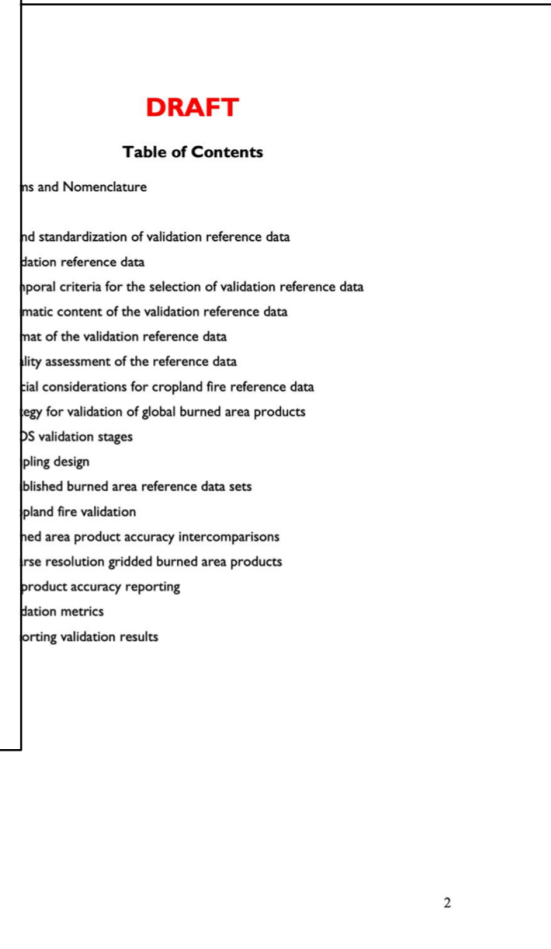 DRAFT
Table of Contents
ns and Nomenclature
nd standardization of validation reference data
dation reference data
poral criteria for the selection of validation reference data
matic content of the validation reference data
mat of the validation reference data
lity assessment of the reference data
cial considerations for cropland fire reference data
egy for validation of global burned area products
OS validation stages
pling design
blished burned area reference data sets
pland fire validation
ned area product accuracy intercomparisons
rse resolution gridded burned area products
product accuracy reporting
dation metrics
orting validation results
2